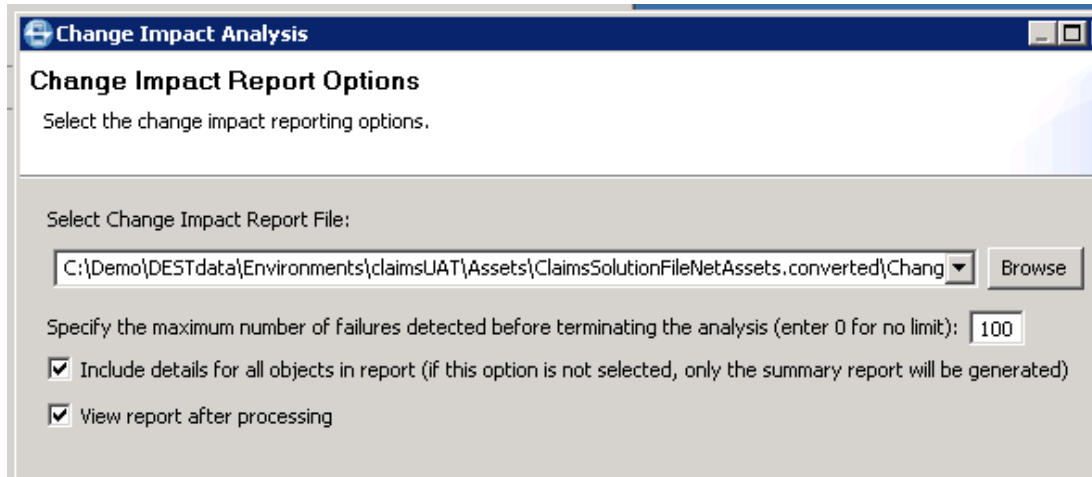 Change Impact Analysis
Change Impact Report Options
Select the change impact reporting options.
Select Change Impact Report File:
C:\Demo\DESTdata\Environments\claimsUAT\Assets\ClaimsSolutionFileNetAssets.converted\Chang
Browse
Specify the maximum number of failures detected before terminating the analysis (enter 0 for no limit): 100
Include details for all objects in report (if this option is not selected, only the summary report will be generated)
View report after processing